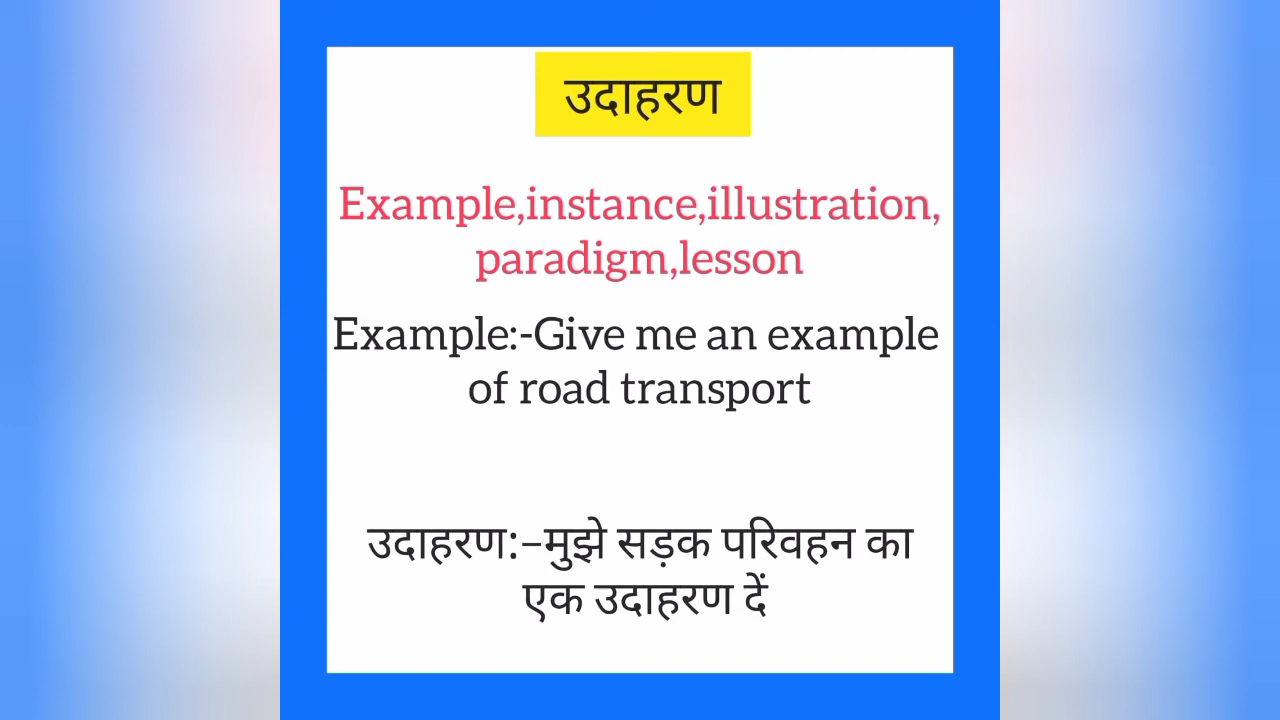 उदाहरण
Example,instance,illustration,
paradigm,lesson
Example:-Give me an example
of road transport
उदाहरण:–मुझे सड़क परिवहन का
एक उदाहरण दें